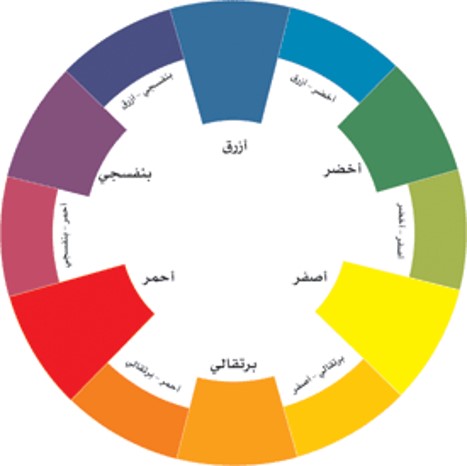 أزرق
أخضر - أزرق
أخضر
أصفر - أخضر
أصفر
برتقالي - أصفر
برتقالي
أحمر - برتقالي
أحمر
أحمر - بنفسجي
بنفسجي
بنفسجي - أزرق